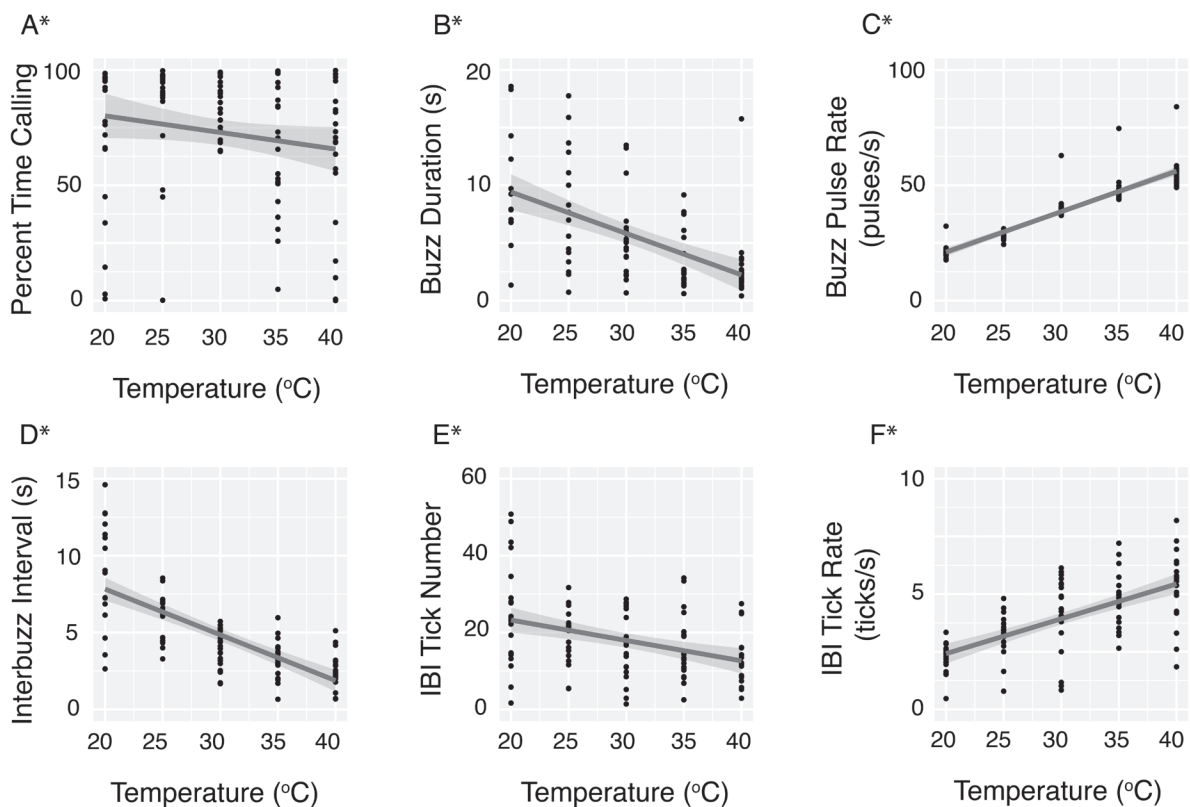 A*
Percent Time Calling
100
50
0
20 25 30 35 40
Temperature (°C)
B*
Buzz Duration (s)
20
10
0
20 25 30 35 40
Temperature (°C)
C*
Buzz Pulse Rate
(pulses/s)
100
50
0
20 25 30 35 40
Temperature (°C)
D*
Interbuzz Interval (s)
15
10
5
0
20 25 30 35 40
Temperature (°C)
E*
IBI Tick Number
60
40
20
0
20 25 30 35 40
Temperature (°C)
F*
IBI Tick Rate
(ticks/s)
10
5
0
20 25 30 35 40
Temperature (°C)